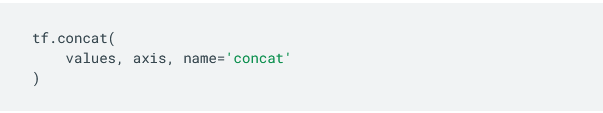 tf.concat(
    values, axis, name='concat'
)